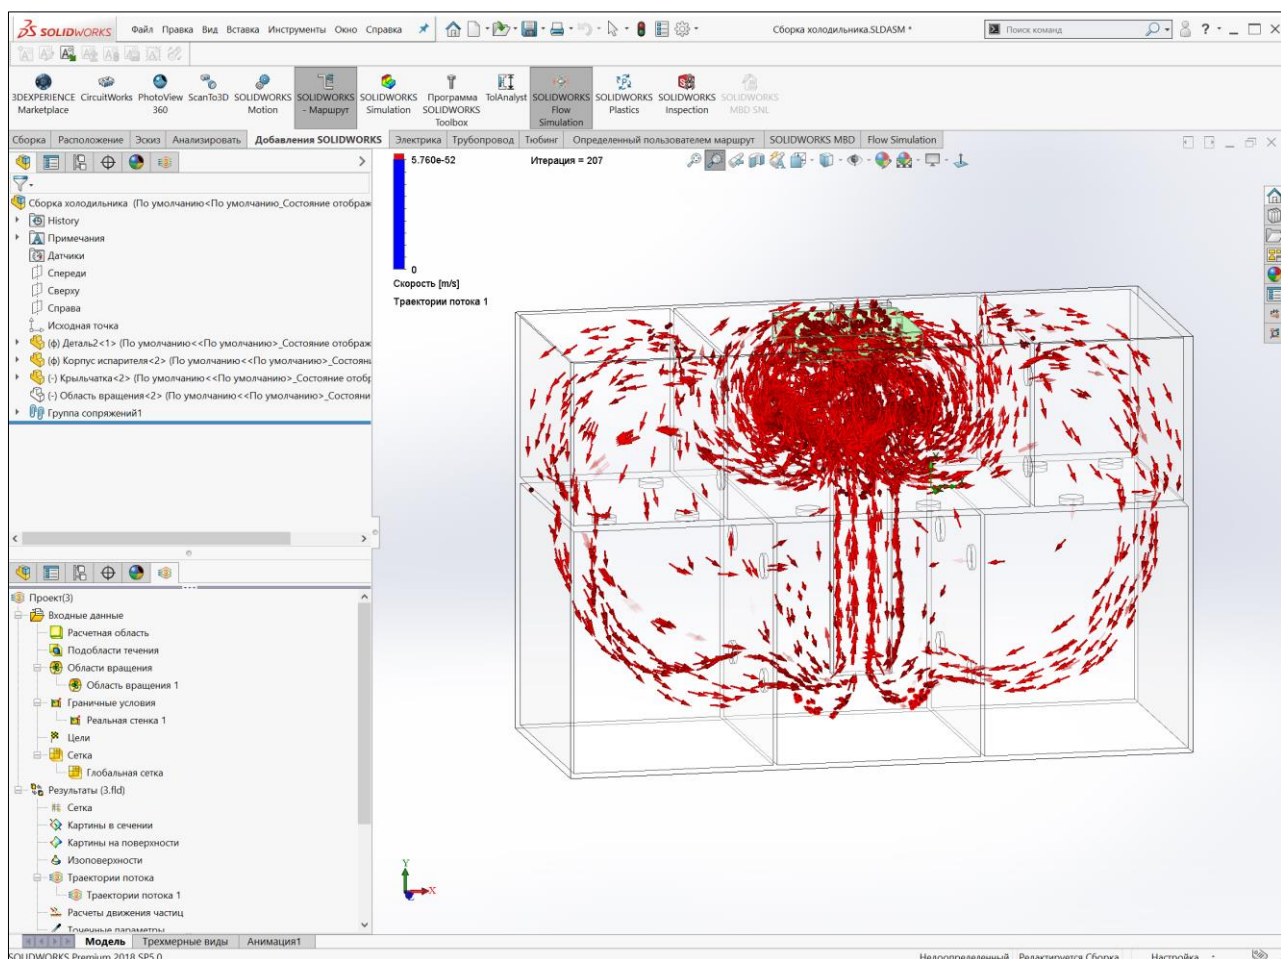 SOLIDWORKS Файл Правка Вид Вставка Инструменты Окно Справка Сборка холодильника.SLDASM * Поиск команд
3DEXPERIENCE Marketplace
CircuitWorks
PhotoView 360
ScanTo3D
SOLIDWORKS Motion
SOLIDWORKS - Маршрут
SOLIDWORKS Simulation
Программа SOLIDWORKS Toolbox
TolAnalyst
SOLIDWORKS Flow Simulation
SOLIDWORKS Plastics
SOLIDWORKS Inspection
SOLIDWORKS MBD SNL
Сборка Расположение Эскиз Анализировать Добавления SOLIDWORKS Электрика Трубопровод Тюбинг Определенный пользователем маршрут SOLIDWORKS MBD Flow Simulation
5.760e-52 Итерация = 207
0
Скорость [m/s]
Траектории потока 1
Сборка холодильника (По умолчанию<По умолчанию_Состояние отображ
History
Примечания
Датчики
Спереди
Сверху
Справа
Исходная точка
(ф) Деталь2<1> (По умолчанию<<По умолчанию>_Состояние отображ
(ф) Корпус испарителя<2> (По умолчанию<<По умолчанию>_Состояни
(-) Крыльчатка<2> (По умолчанию<<По умолчанию>_Состояние отобр
(-) Область вращения<2> (По умолчанию<<По умолчанию>_Состояни
Группа сопряжений1
Проект(3)
Входные данные
Расчетная область
Подобласти течения
Области вращения
Область вращения 1
Граничные условия
Реальная стенка 1
Цели
Сетка
Глобальная сетка
Результаты (3.fld)
Сетка
Картины в сечении
Картины на поверхности
Изоповерхности
Траектории потока
Траектории потока 1
Расчеты движения частиц
Точечные параметры
Y
X
Модель Трехмерные виды Анимация1
SOLIDWORKS Premium 2018 SP5.0 Недоопределенный Редактируется Сборка Настройка